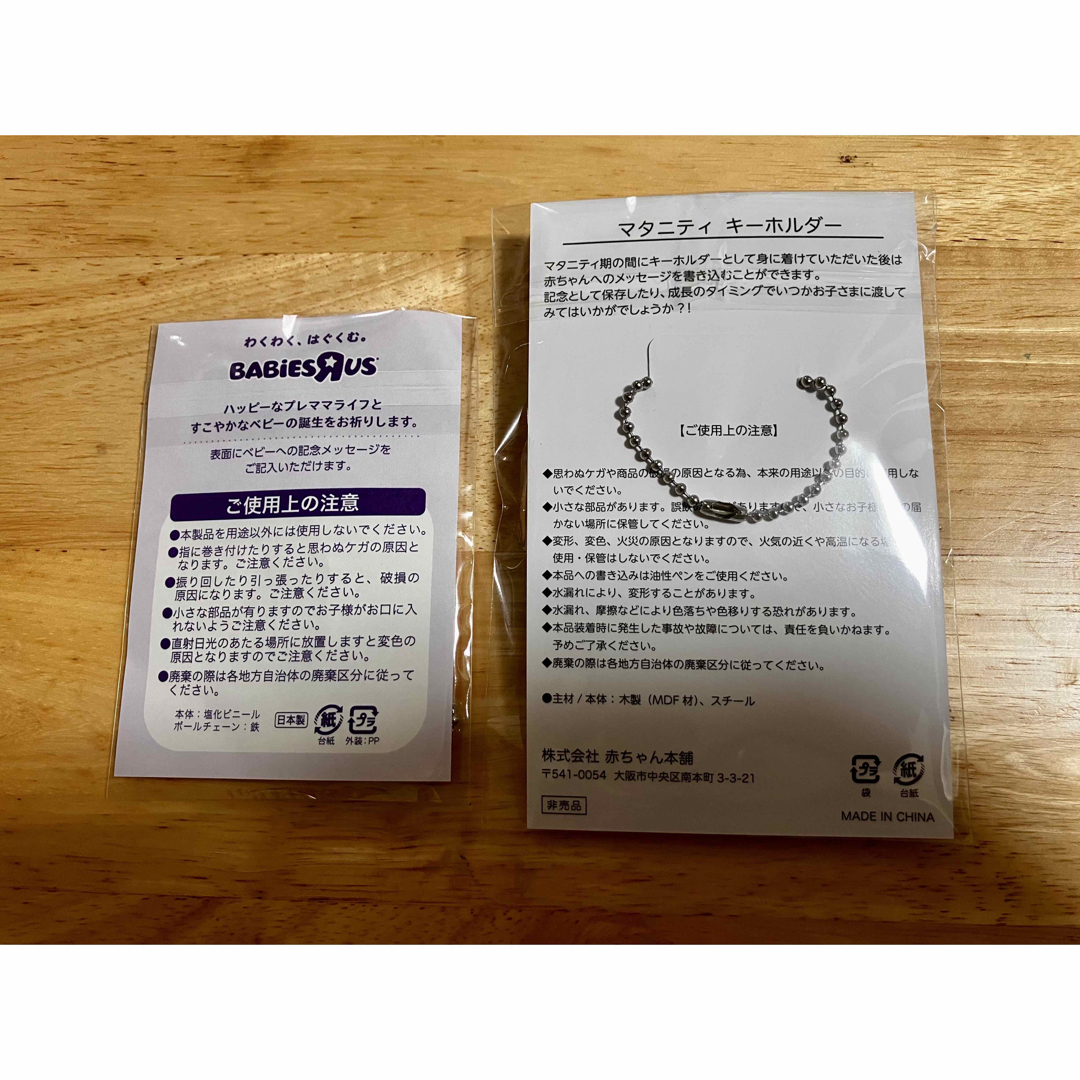 わくわく、はぐくむ。
BABIESЯUS
ハッピーなプレママライフと
すこやかなベビーの誕生をお祈りします。
表面にベビーへの記念メッセージを
ご記入いただけます。
ご使用上の注意
●本製品を用途以外には使用しないでください。
●指に巻き付けたりすると思わぬケガの原因と
なります。ご注意ください。
●振り回したり引っ張ったりすると、破損の
原因になります。ご注意ください。
●小さな部品が有りますのでお子様がお口に入
れないようご注意ください。
●直射日光のあたる場所に放置しますと変色の
原因となりますのでご注意ください。
●廃棄の際は各地方自治体の廃棄区分に従って
ください。
本体:塩化ビニール
ボールチェーン:鉄
日本製
紙
プラ
台紙
外装:PP
マタニティ キーホルダー
マタニティ期の間にキーホルダーとして身に着けていただいた後は
赤ちゃんへのメッセージを書き込むことができます。
記念として保存したり、成長のタイミングでいつかお子さまに渡して
みてはいかがでしょうか?!
【ご使用上の注意】
◆思わぬケガや商品の の原因となる為、本来の用途以 の目的 用しな
いでください。
◆小さな部品があります。誤飲 がありま で、小さなお子様 の届
かない場所に保管してください。
◆変形、変色、火災の原因となりますので、火気の近くや高温になる
使用・保管はしないでください。
◆本品への書き込みは油性ペンをご使用ください。
◆水漏れにより、変形することがあります。
◆水漏れ、摩擦などにより色落ちや色移りする恐れがあります。
◆本品装着時に発生した事故や故障については、責任を負いかねます。
予めご了承ください。
◆廃棄の際は各地方自治体の廃棄区分に従ってください。
●主材/本体:木製(MDF材)、スチール
株式会社 赤ちゃん本舗
〒541-0054 大阪市中央区南本町3-3-21
非売品
プラ
紙
袋
台紙
MADE IN CHINA